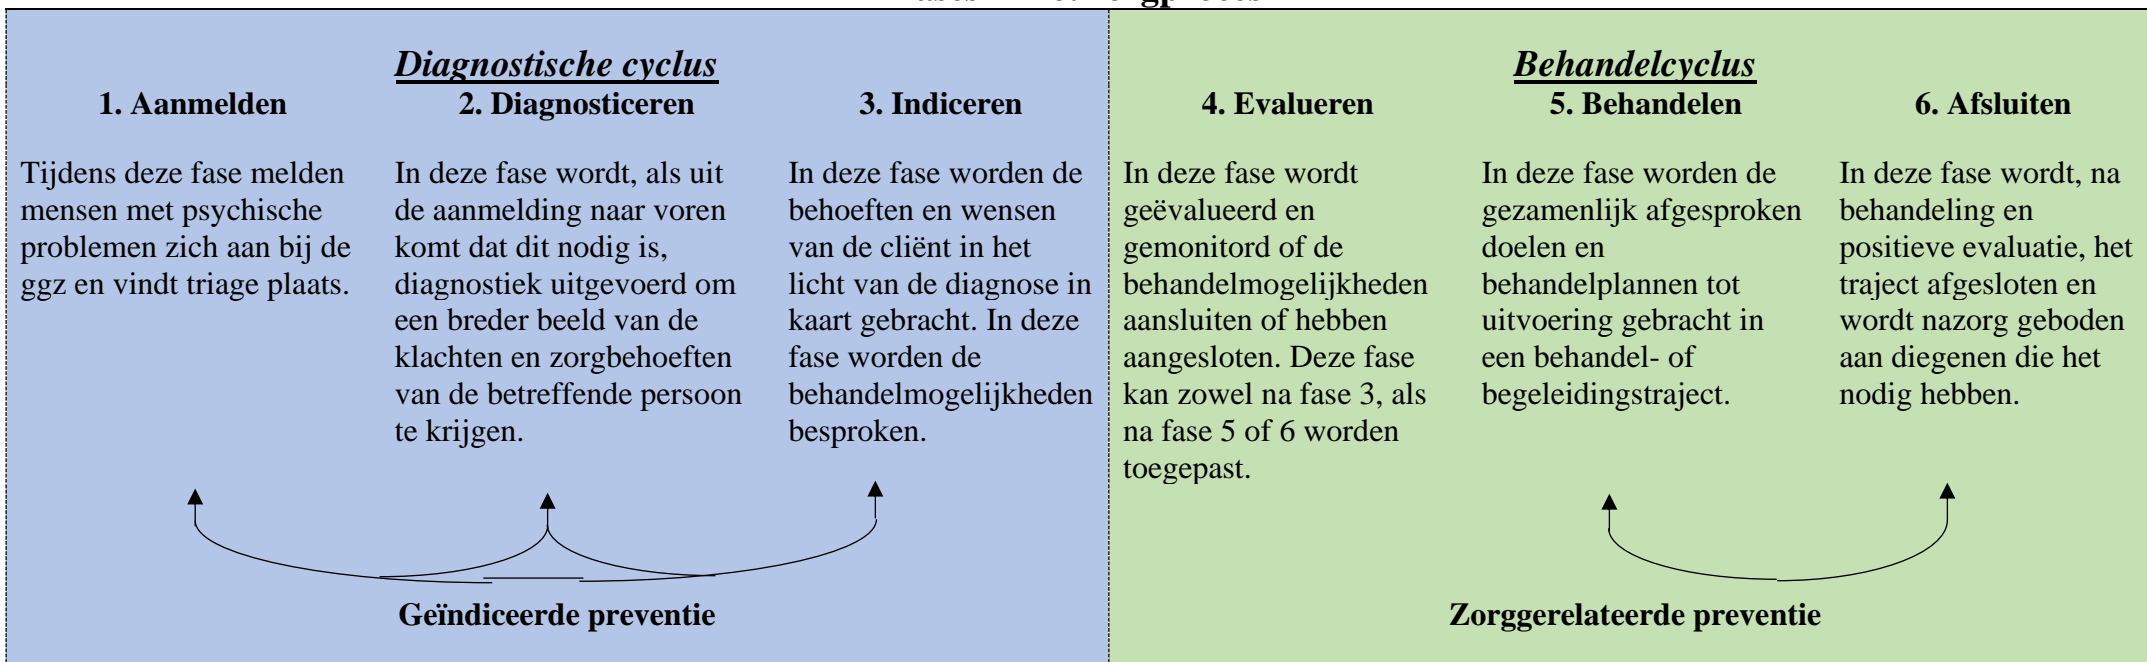 Diagnostische cyclus
1. Aanmelden
Tijdens deze fase melden
mensen met psychische
problemen zich aan bij de
ggz en vindt triage plaats.
2. Diagnosticeren
In deze fase wordt, als uit
de aanmelding naar voren
komt dat dit nodig is,
diagnostiek uitgevoerd om
een breder beeld van de
klachten en zorgbehoeften
van de betreffende persoon
te krijgen.
3. Indiceren
In deze fase worden de
behoeften en wensen
van de cliënt in het
licht van de diagnose in
kaart gebracht. In deze
fase worden de
behandelmogelijkheden
besproken.
Geïndiceerde preventie
Behandelcyclus
4. Evalueren
In deze fase wordt
geëvalueerd en
gemonitord of de
behandelmogelijkheden
aansluiten of hebben
aangesloten. Deze fase
kan zowel na fase 3, als
na fase 5 of 6 worden
toegepast.
5. Behandelen
In deze fase worden de
gezamenlijk afgesproken
doelen en
behandelplannen tot
uitvoering gebracht in
een behandel- of
begeleidingstraject.
6. Afsluiten
In deze fase wordt, na
behandeling en
positieve evaluatie, het
traject afgesloten en
wordt nazorg geboden
aan diegenen die het
nodig hebben.
Zorggerelateerde preventie